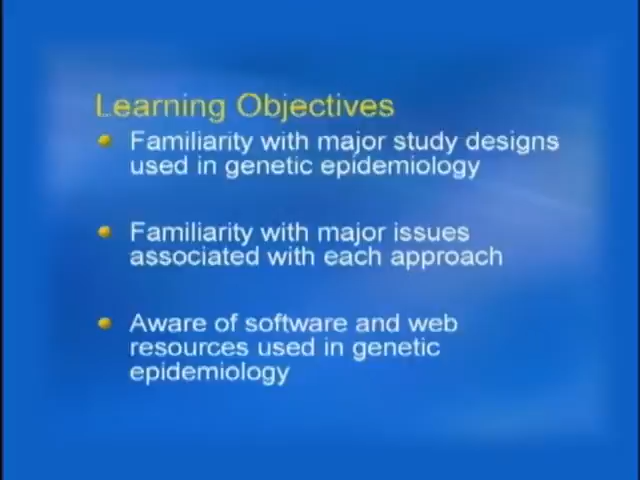 Learning Objectives
Familiarity with major study designs
used in genetic epidemiology
Familiarity with major issues
associated with each approach
Aware of software and web
resources used in genetic
epidemiology